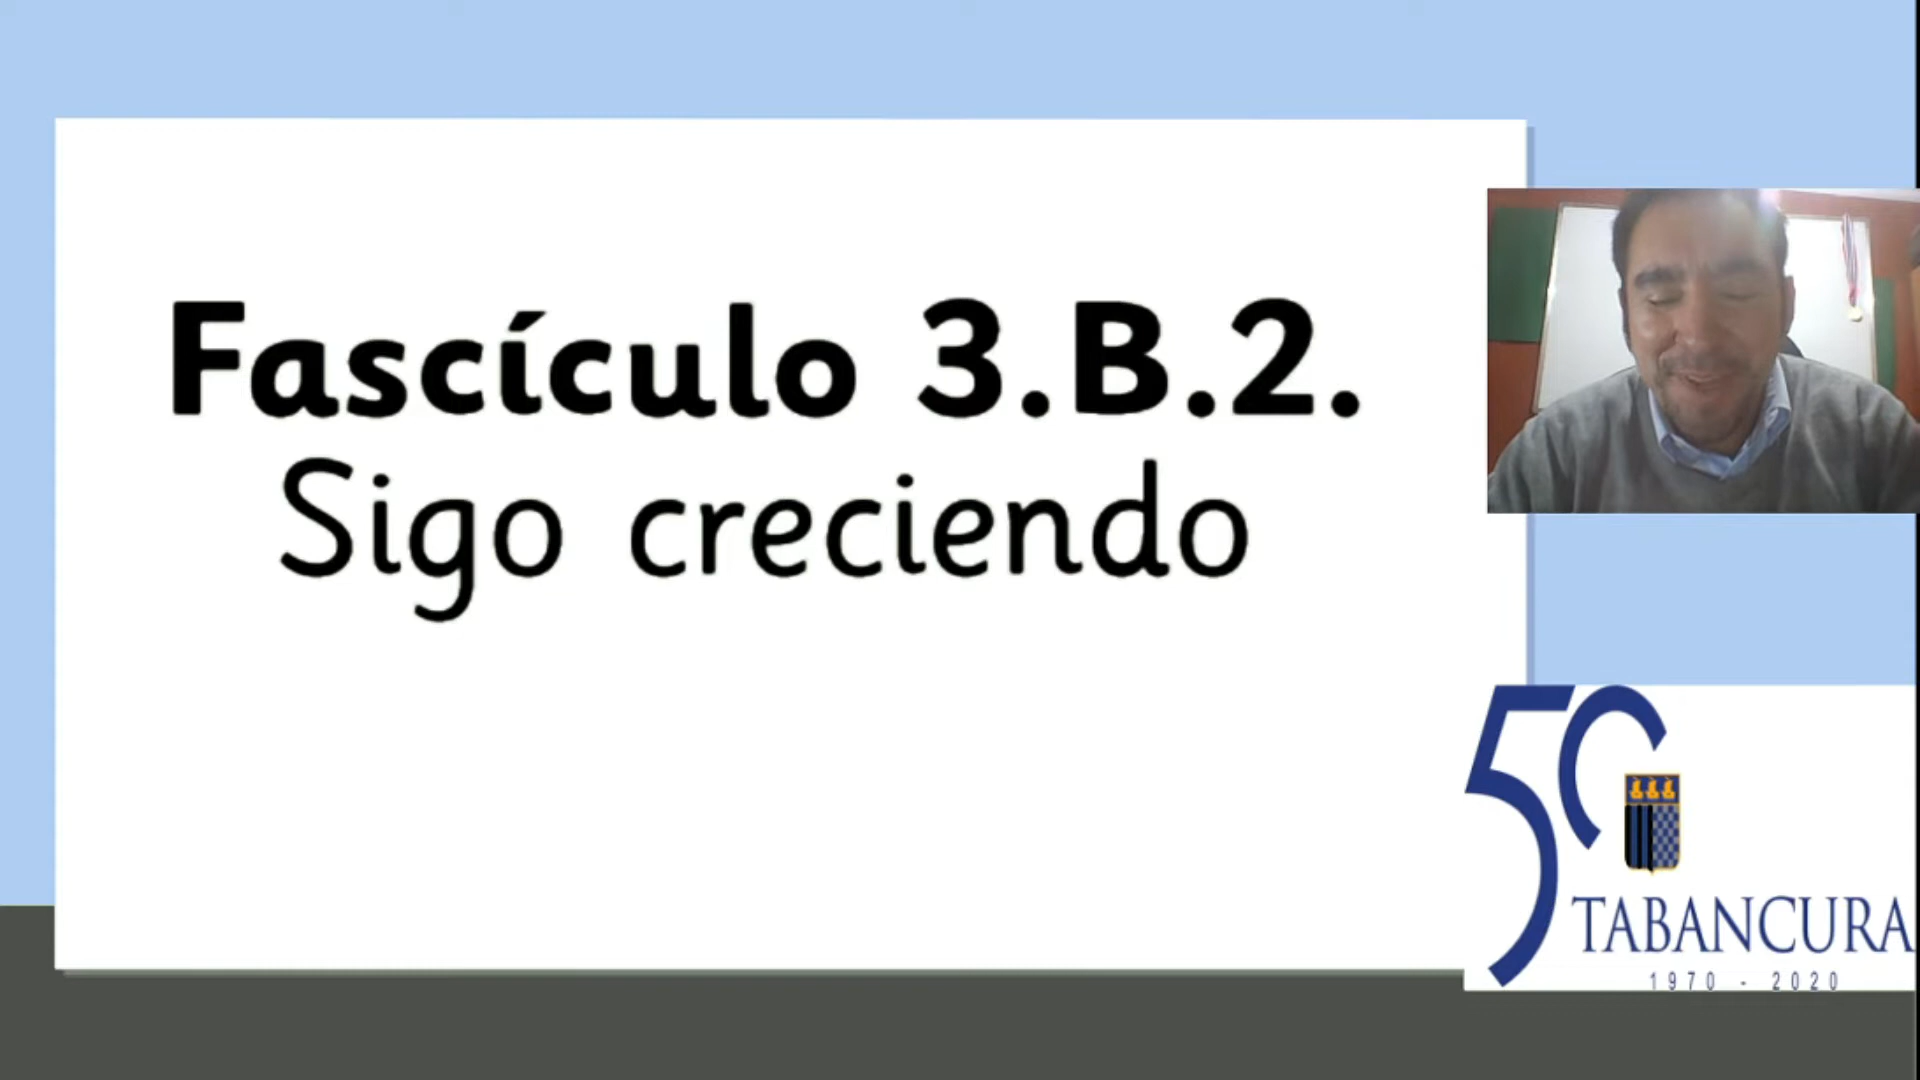 Fascículo 3.B.2.
Sigo creciendo
50
TABANCURA
1970 - 2020